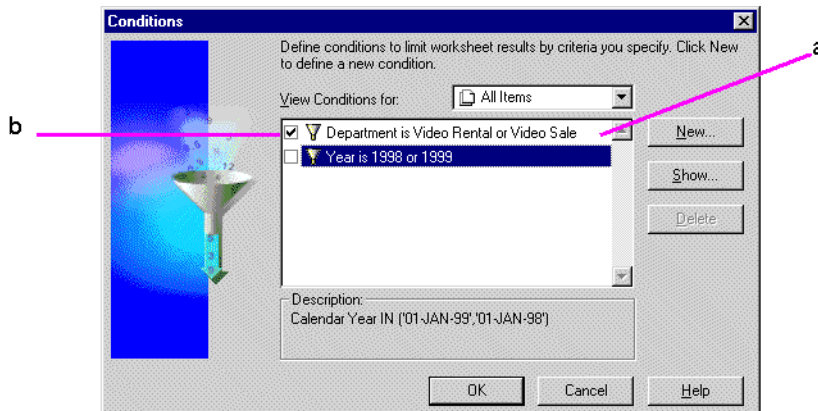 Conditions
Define conditions to limit worksheet results by criteria you specify. Click New
to define a new condition.
a
View Conditions for:
All Items
b
Department is Video Rental or Video Sale
New...
Year is 1998 or 1999
Show...
Delete
Description:
Calendar Year IN ('01-JAN-99','01-JAN-98')
OK
Cancel
Help